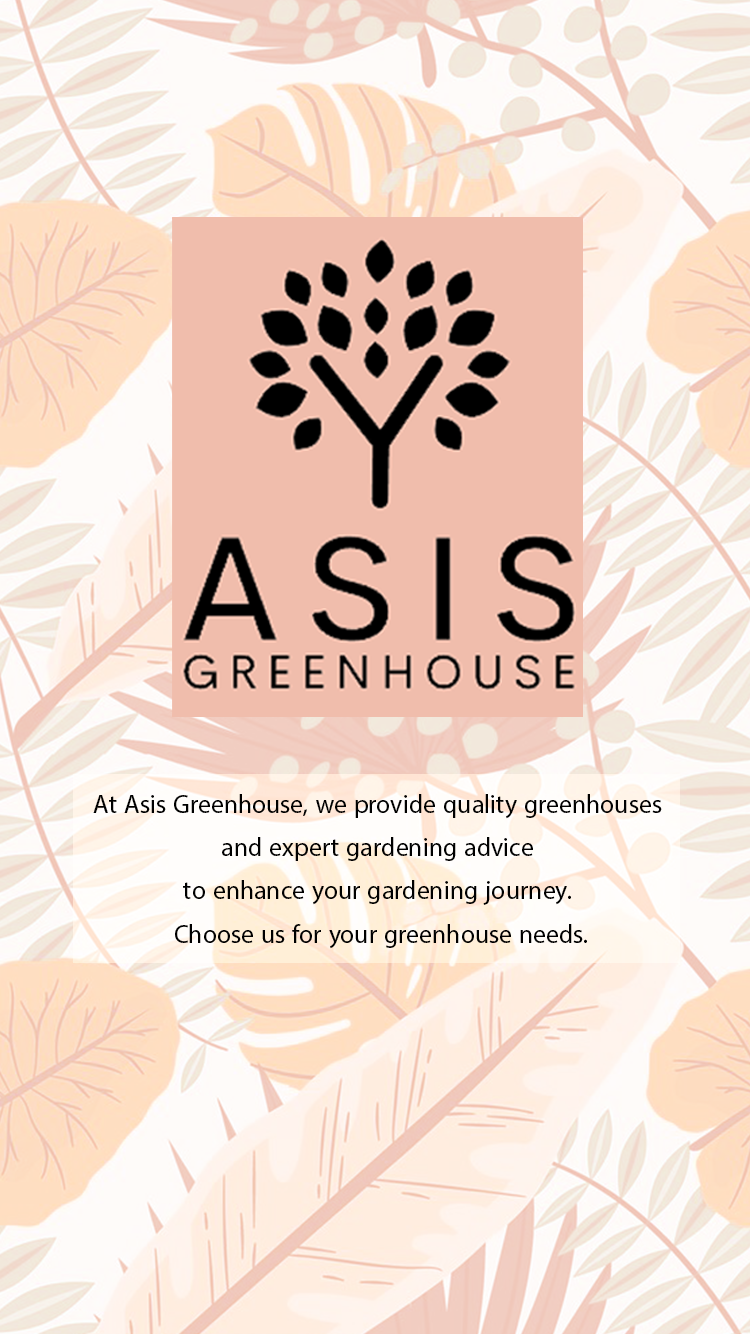 ASIS
GREENHOUSE
At Asis Greenhouse, we provide quality greenhouses
and expert gardening advice
to enhance your gardening journey.
Choose us for your greenhouse needs.